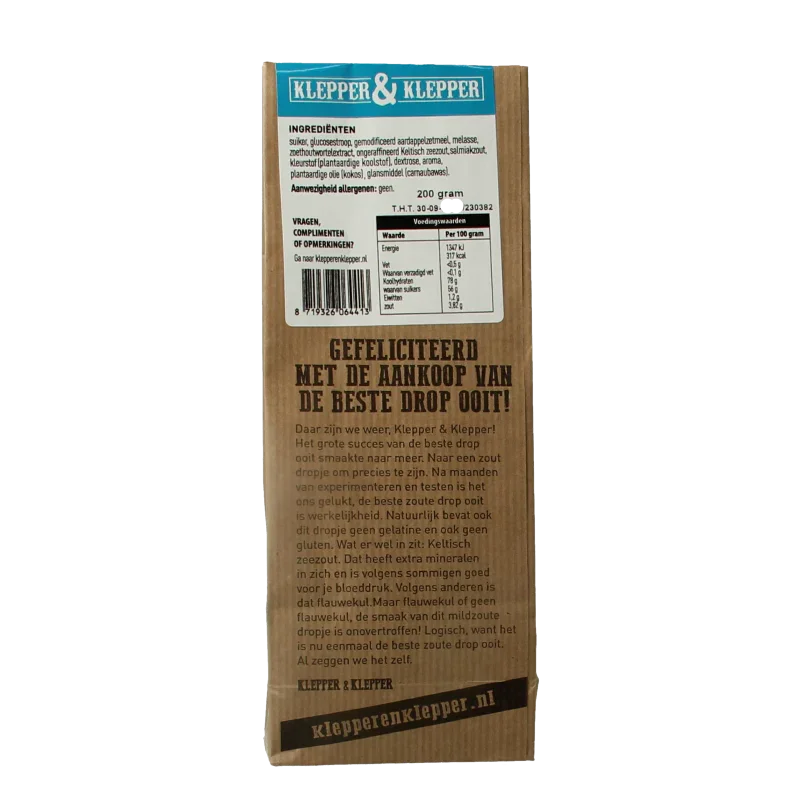 KLEPPER & KLEPPER
INGREDIËNTEN
suiker, glucosestroop, gemodificeerd aardappelzetmeel, melasse,
zoethoutwortelextract, ongeraffineerd Keltisch zeezout,salmiakzout,
kleurstof (plantaardige koolstof), dextrose, aroma,
plantaardige olie (kokos) , glansmiddel (carnaubawas).
Aanwezigheid allergenen: geen.
200 gram
T.H.T. 30-09- /230382
VRAGEN,
COMPLIMENTEN
OF OPMERKINGEN?
Ga naar klepperenklepper.nl
8 719326 064413
Voedingswaarden
Waarde Per 100 gram
Energie 1347 kJ
317 kcal
Vet <0,5 g
Waarvan verzadigd vet <0,1 g
Koolhydraten 78 g
waarvan suikers 56 g
Eiwitten 1,2 g
zout 3,82 g
GEFELICITEERD
MET DE AANKOOP VAN
DE BESTE DROP OOIT!
Daar zijn we weer, Klepper & Klepper!
Het grote succes van de beste drop
ooit smaakte naar meer. Naar een zout
dropje om precies te zijn. Na maanden
van experimenteren en testen is het
ons gelukt, de beste zoute drop ooit
is werkelijkheid. Natuurlijk bevat ook
dit dropje geen gelatine en ook geen
gluten. Wat er wel in zit: Keltisch
zeezout. Dat heeft extra mineralen
in zich en is volgens sommigen goed
voor je bloeddruk. Volgens anderen is
dat flauwekul.Maar flauwekul of geen
flauwekul, de smaak van dit mildzoute
dropje is onovertroffen! Logisch, want het
is nu eenmaal de beste zoute drop ooit.
Al zeggen we het zelf.
KLEPPER & KLEPPER
klepperenklepper.nl